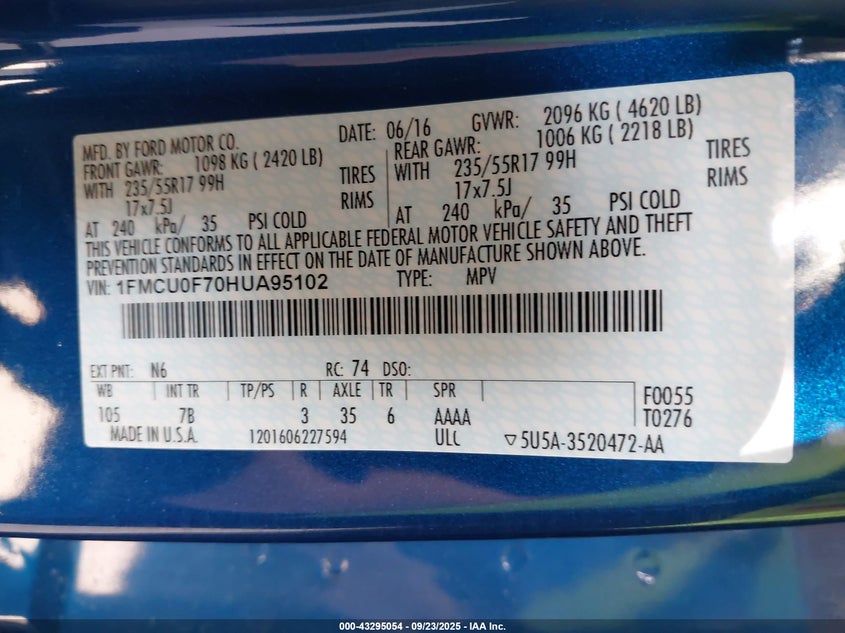 MFD. BY FORD MOTOR CO. DATE: 06/16 GVWR: 2096 KG ( 4620 LB)
FRONT GAWR: 1098 KG ( 2420 LB) REAR GAWR: 1006 KG ( 2218 LB)
WITH 235/55R17 99H TIRES WITH 235/55R17 99H TIRES
17x7.5J RIMS 17x7.5J RIMS
AT 240 kPa/ 35 PSI COLD AT 240 kPa/ 35 PSI COLD
THIS VEHICLE CONFORMS TO ALL APPLICABLE FEDERAL MOTOR VEHICLE SAFETY AND THEFT
PREVENTION STANDARDS IN EFFECT ON THE DATE OF MANUFACTURE SHOWN ABOVE.
VIN: 1FMCU0F70HUA95102 TYPE: MPV
EXT PNT: N6 RC: 74 DSO:
WB INT TR TP/PS R AXLE TR SPR F0055
105 7B 3 35 6 AAAA T0276
MADE IN U.S.A. 1201606227594 ULC ▽5U5A-3520472-AA
000-43295054 - 09/23/2025 - IAA Inc.